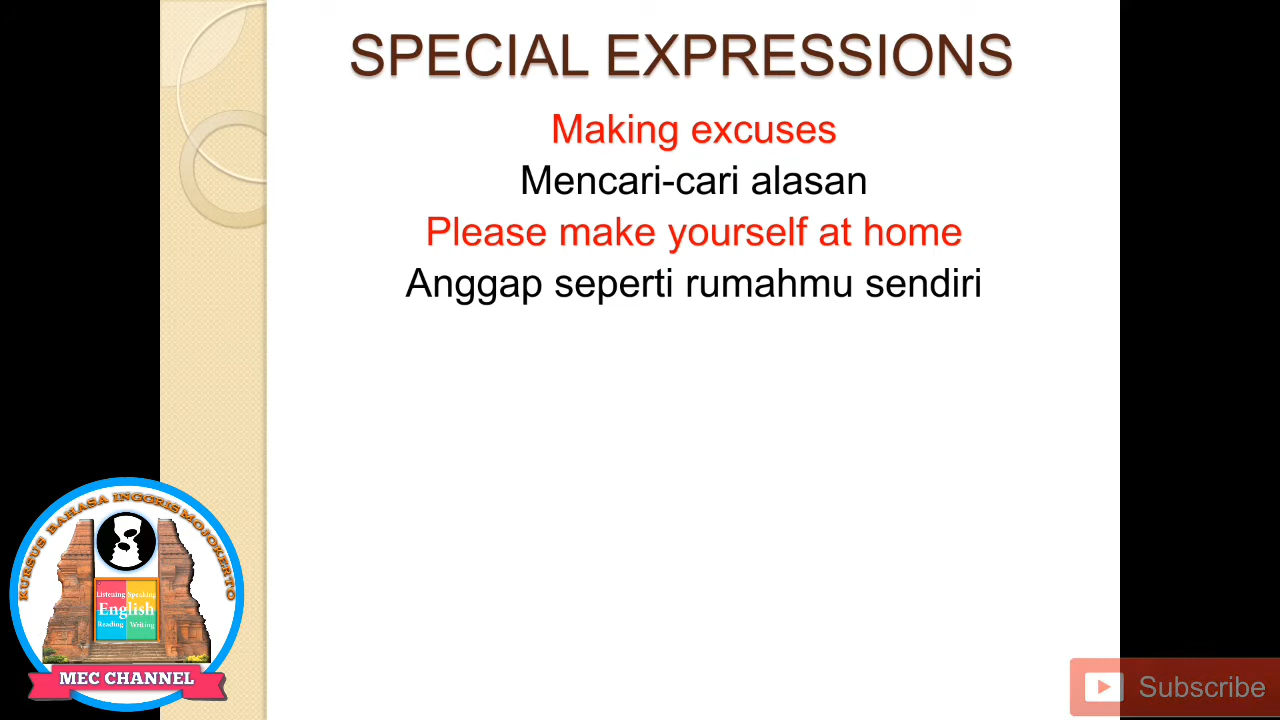 SPECIAL EXPRESSIONS
Making excuses
Mencari-cari alasan
Please make yourself at home
Anggap seperti rumahmu sendiri
KURSUS BAHASA INGGRIS MOJOKERTO
Listening Speaking
English
Reading Writing
MEC CHANNEL
Subscribe